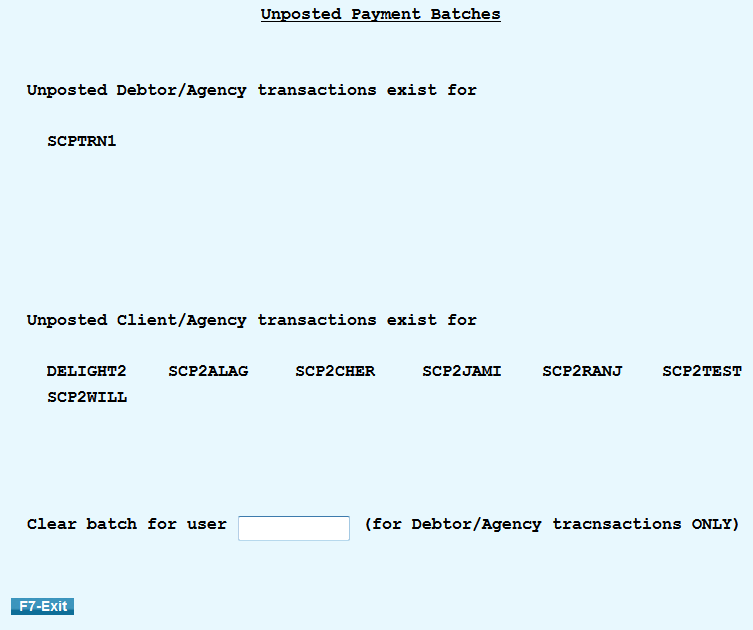 Unposted Payment Batches
Unposted Debtor/Agency transactions exist for
SCPTRN1
Unposted Client/Agency transactions exist for
DELIGHT2 SCP2ALAG SCP2CHER SCP2JAMI SCP2RANJ SCP2TEST
SCP2WILL
Clear batch for user (for Debtor/Agency tracnsactions ONLY)
F7-Exit